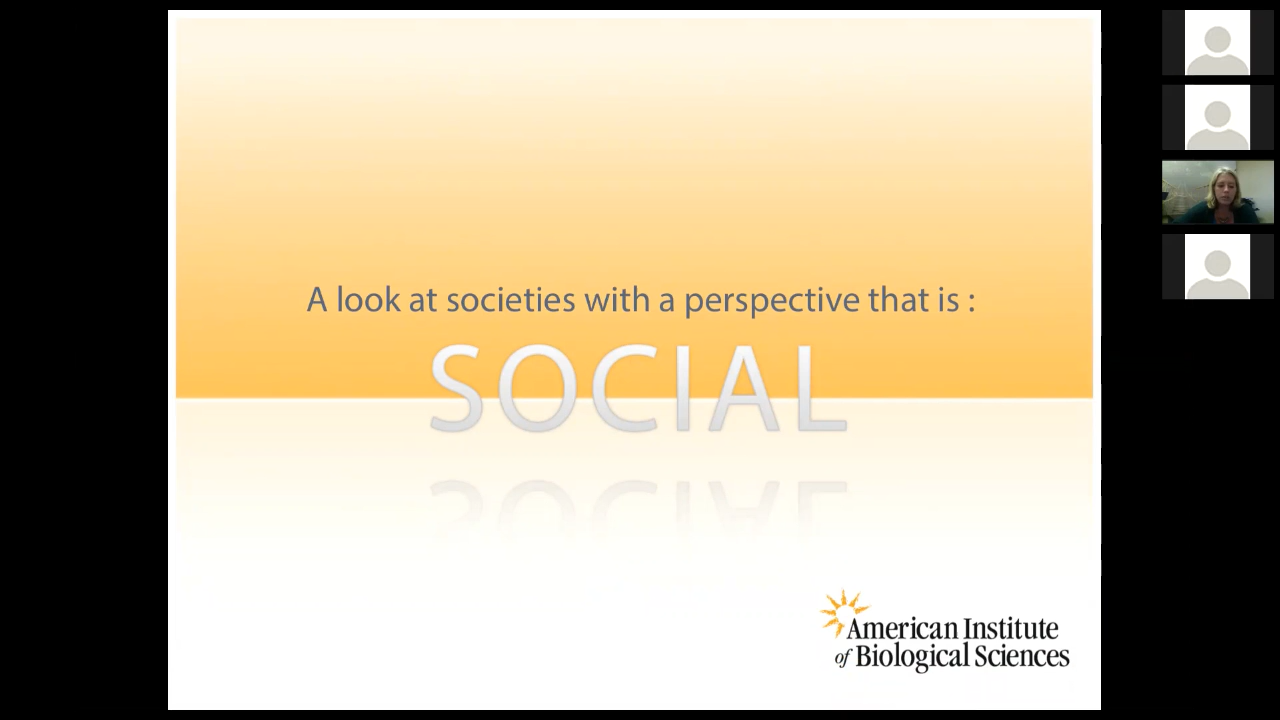 A look at societies with a perspective that is :
SOCIAL
American Institute
of Biological Sciences